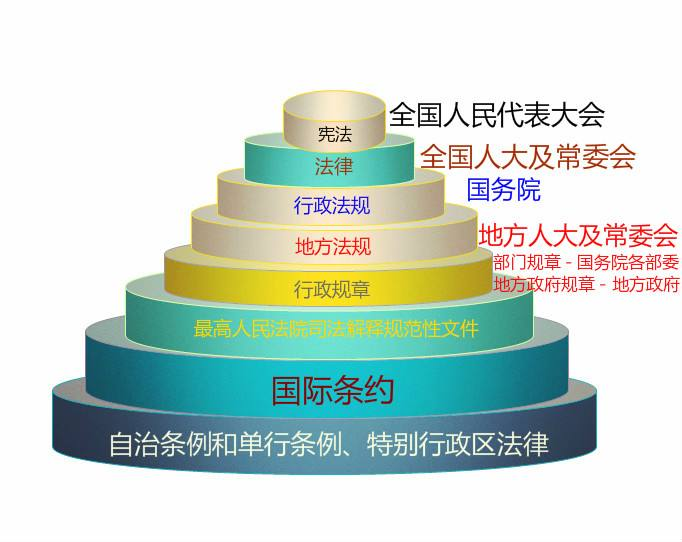 全国人民代表大会
宪法
全国人大及常委会
法律
国务院
行政法规
地方人大及常委会
地方法规
部门规章－国务院各部委
地方政府规章－地方政府
行政规章
最高人民法院司法解释规范性文件
国际条约
自治条例和单行条例、特别行政区法律